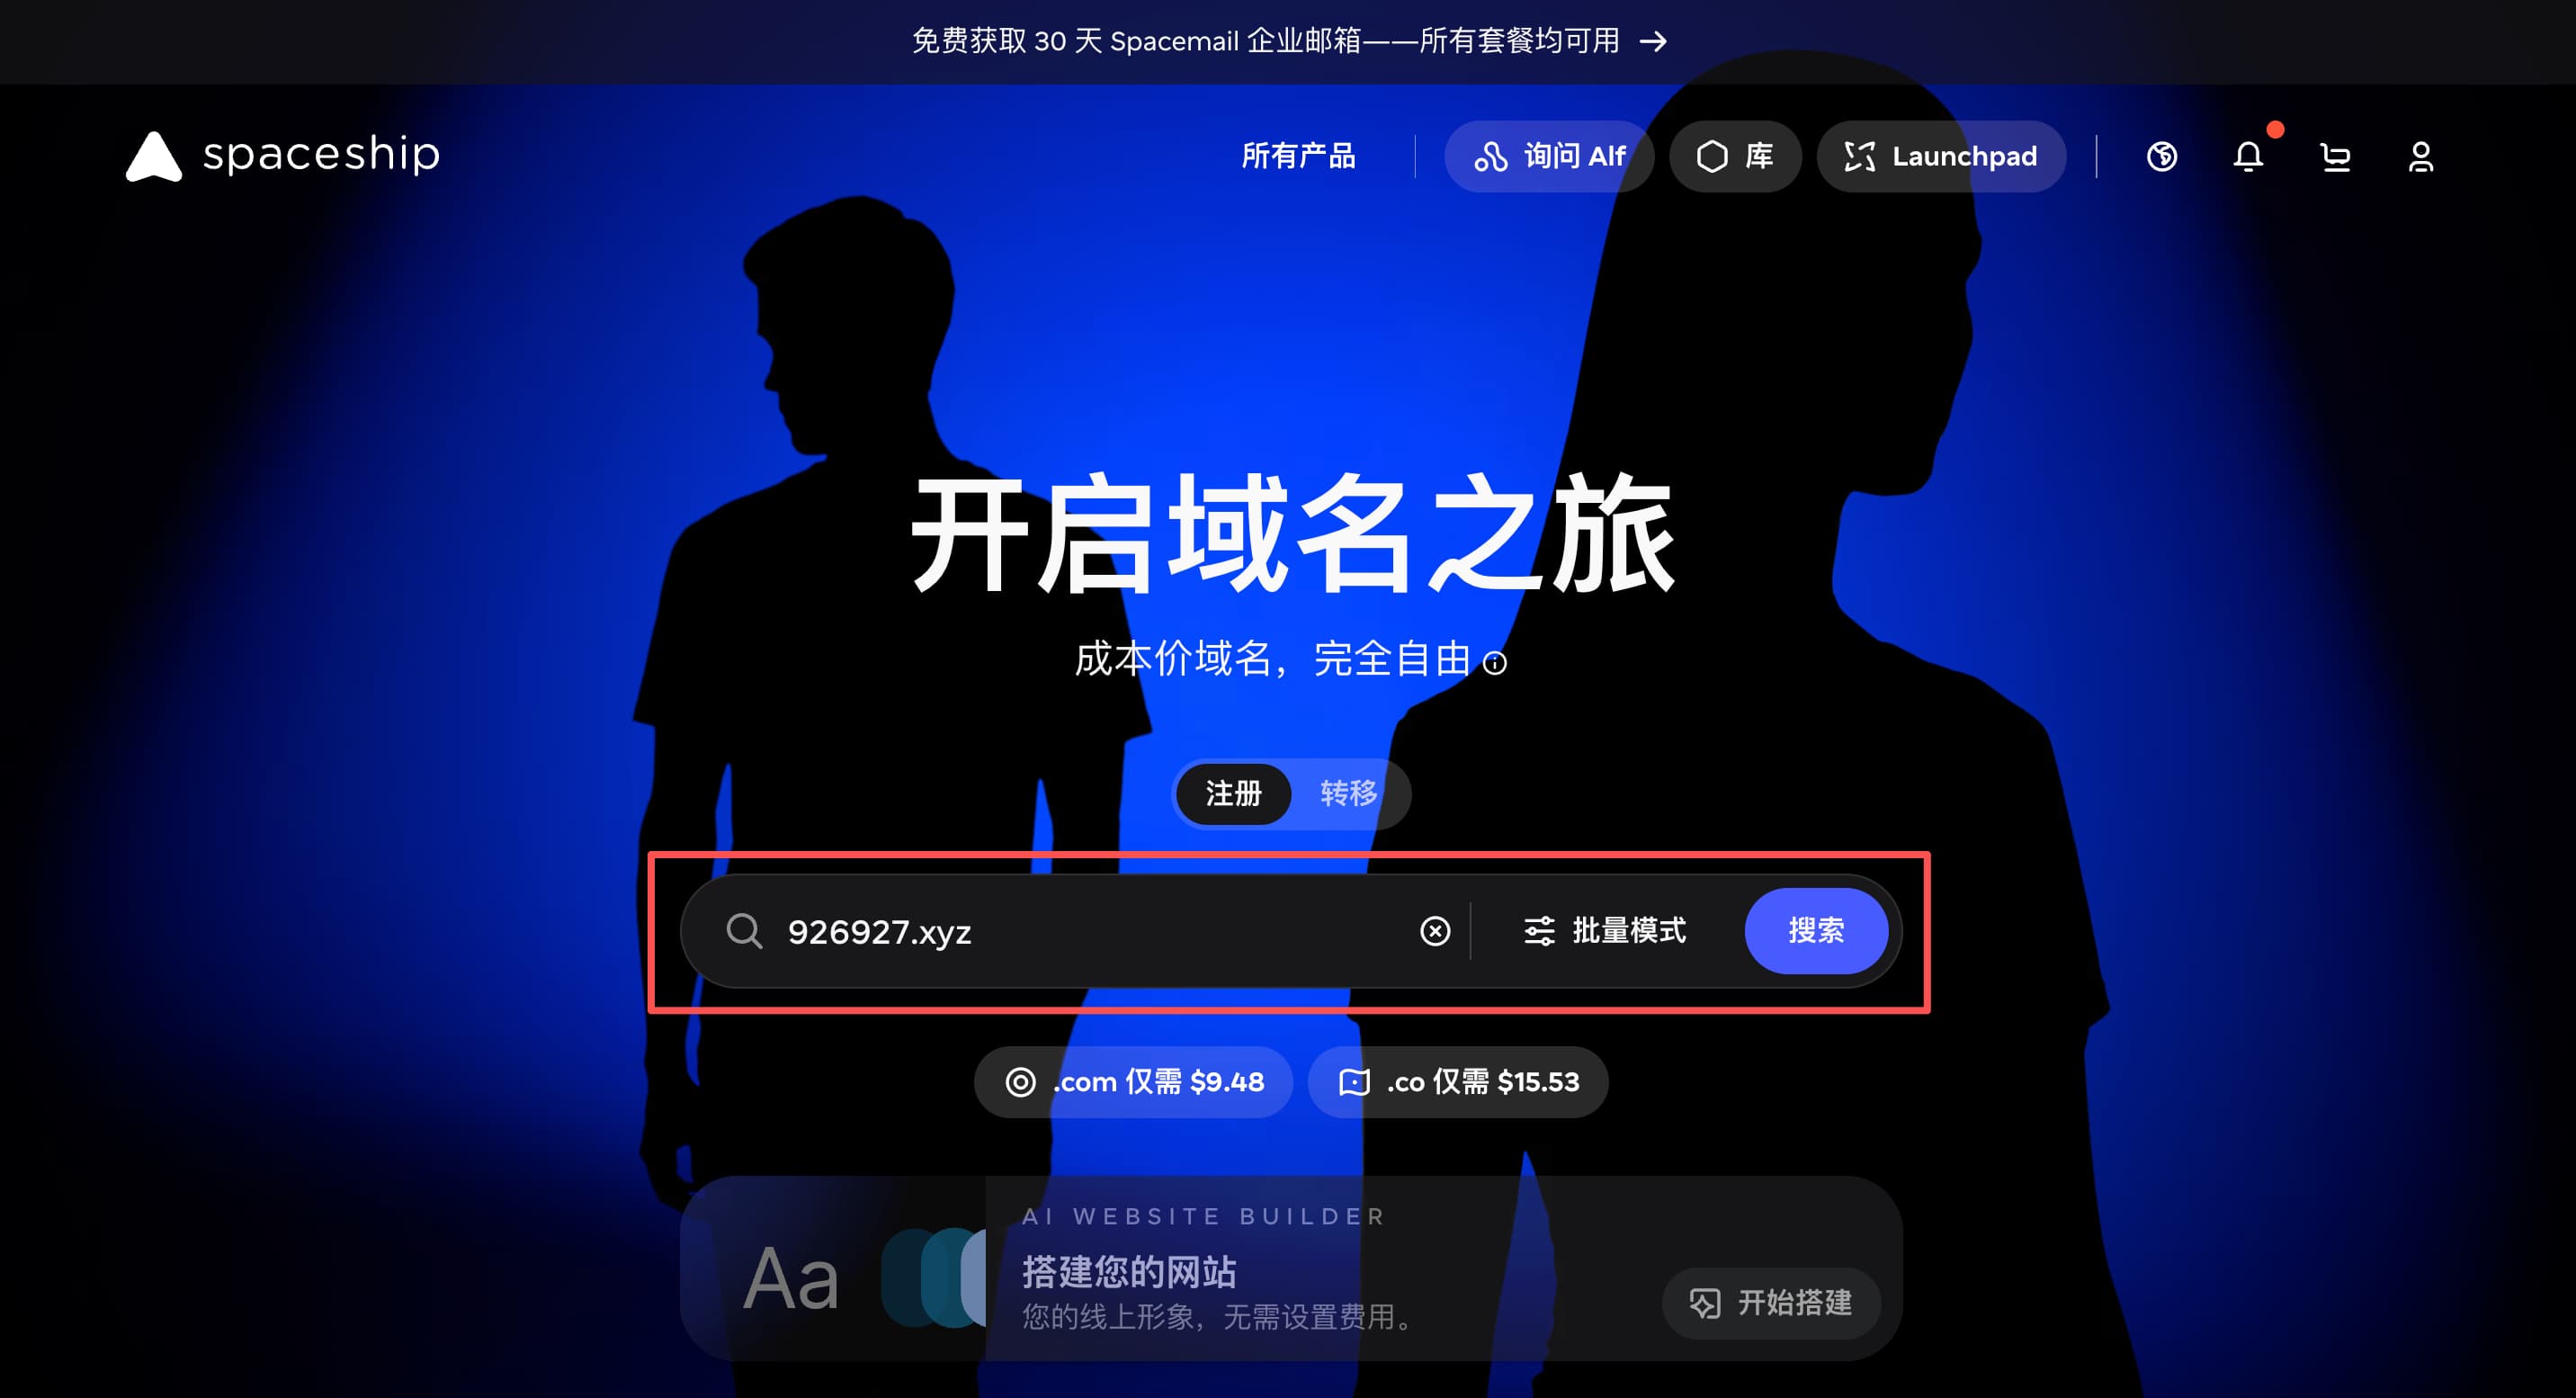 免费获取 30 天 Spacemail 企业邮箱——所有套餐均可用 →
spaceship
所有产品
询问 Alf
库
Launchpad
开启域名之旅
成本价域名，完全自由
注册
转移
926927.xyz
批量模式
搜索
.com 仅需 $9.48
.co 仅需 $15.53
Aa
AI WEBSITE BUILDER
搭建您的网站
您的线上形象，无需设置费用。
开始搭建